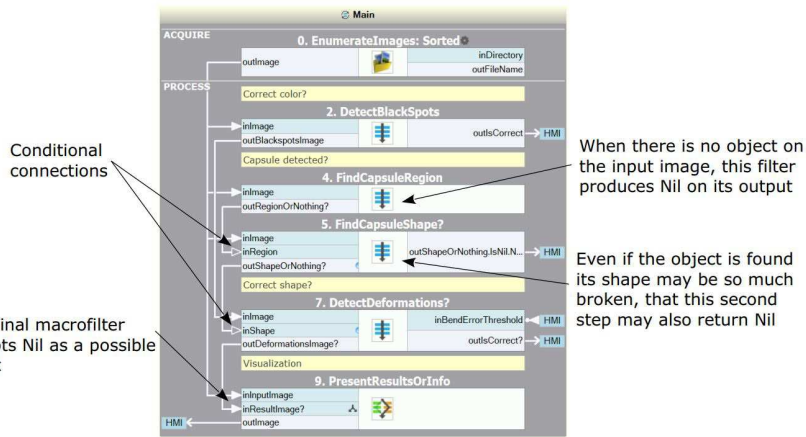 Main
ACQUIRE
0. EnumerateImages: Sorted
outImage
inDirectory
outFileName
PROCESS
Correct color?
2. DetectBlackSpots
inImage
outBlackspotsImage
outIsCorrect
HMI
Capsule detected?
4. FindCapsuleRegion
inImage
outRegionOrNothing?
5. FindCapsuleShape?
inImage
inRegion
outShapeOrNothing?
outShapeOrNothing.IsNil.N...
HMI
Correct shape?
7. DetectDeformations?
inImage
inShape
outDeformationsImage?
inBendErrorThreshold
HMI
outIsCorrect?
HMI
Visualization
9. PresentResultsOrInfo
inInputImage
inResultImage?
outImage
HMI
Conditional
connections
inal macrofilter
ots Nil as a possible
When there is no object on
the input image, this filter
produces Nil on its output
Even if the object is found
its shape may be so much
broken, that this second
step may also return Nil